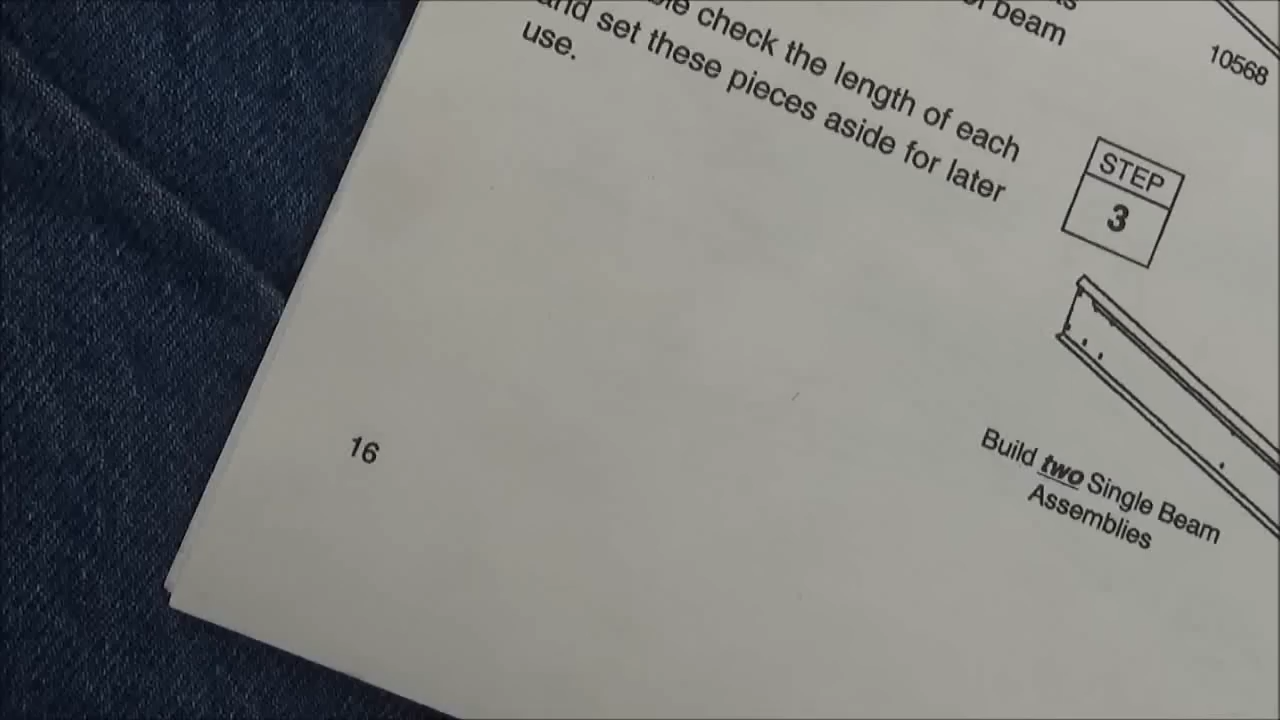 check the length of each
and set these pieces aside for later
use.
beam
10568
STEP
3
Build two Single Beam
Assemblies
16